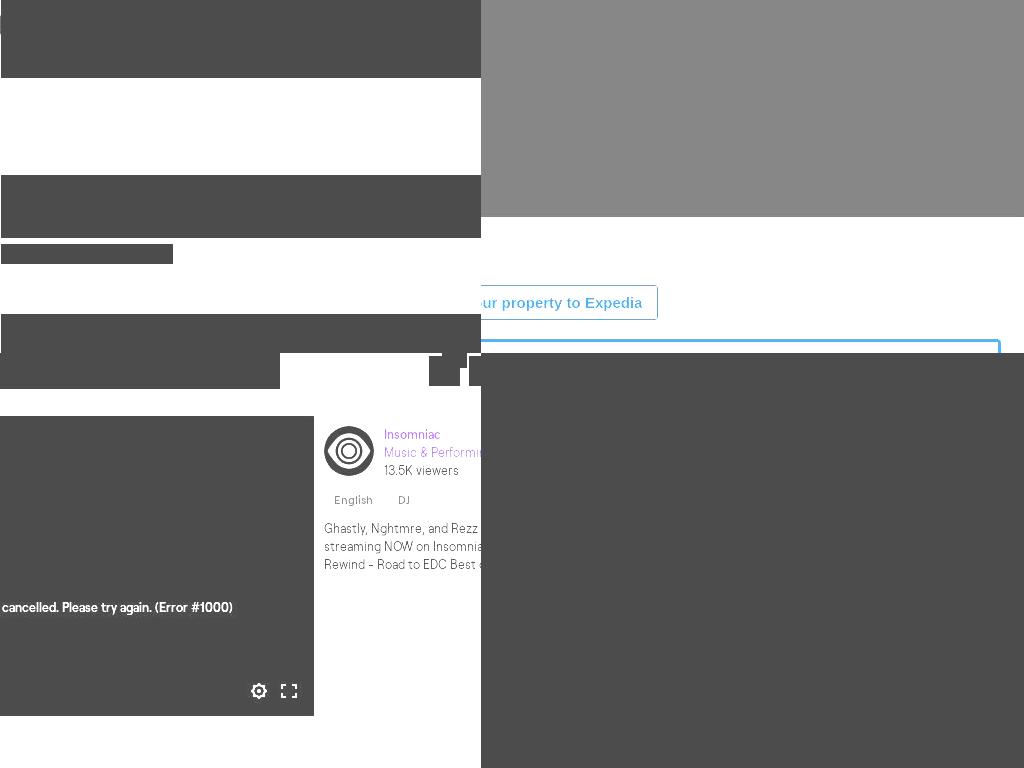 ur property to Expedia
Insomniac
Music & Performin
13.5K viewers
English DJ
Ghastly, Nghtmre, and Rezz
streaming NOW on Insomnia
Rewind - Road to EDC Best
cancelled. Please try again. (Error #1000)